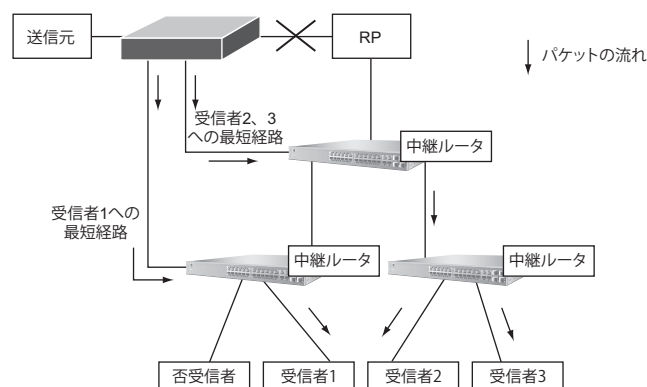 送信元
RP
パケットの流れ
受信者2、3
への最短経路
中継ルータ
受信者1への
最短経路
中継ルータ
中継ルータ
否受信者
受信者1
受信者2
受信者3